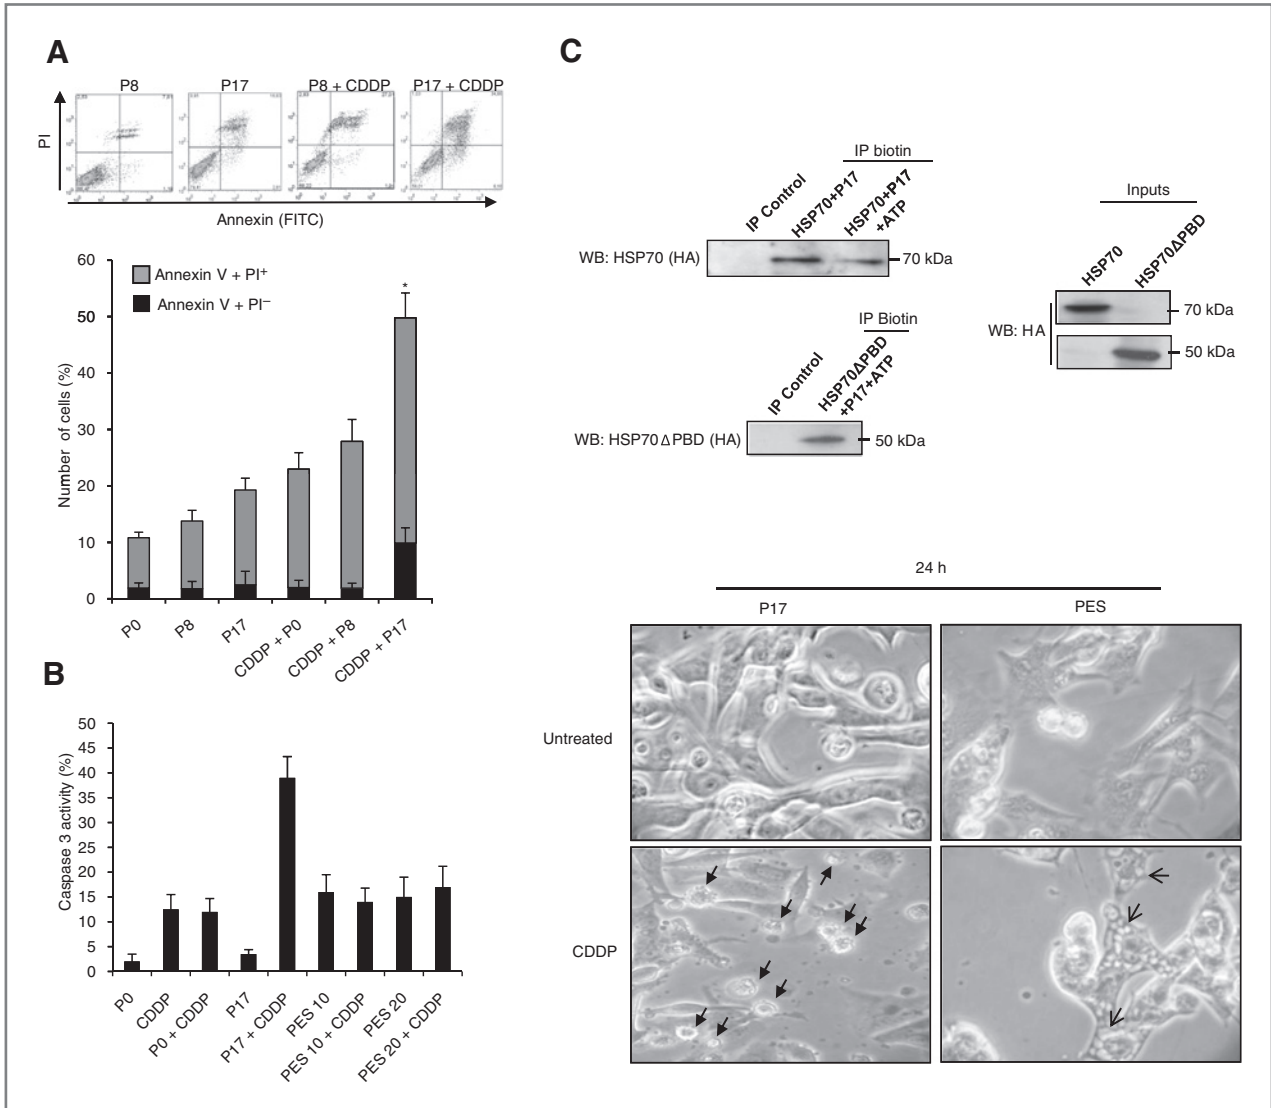 A
P8 P17 P8 + CDDP P17 + CDDP
PI
Annexin (FITC)
60
50
40
30
20
10
0
Number of cells (%)
Annexin V + PI+
Annexin V + PI−
*
P0 P8 P17 CDDP + P0 CDDP + P8 CDDP + P17
B
50
45
40
35
30
25
20
15
10
5
0
Caspase 3 activity (%)
P0 CDDP P0 + CDDP P17 P17 + CDDP PES 10 PES 10 + CDDP PES 20 PES 20 + CDDP
C
IP biotin
IP Control HSP70+P17 HSP70+P17
+ATP
WB: HSP70 (HA) 70 kDa
IP Biotin
IP Control HSP70ΔPBD
+P17+ATP
WB: HSP70ΔPBD (HA) 50 kDa
Inputs
HSP70 HSP70ΔPBD
WB: HA
70 kDa
50 kDa
24 h
P17 PES
Untreated
CDDP